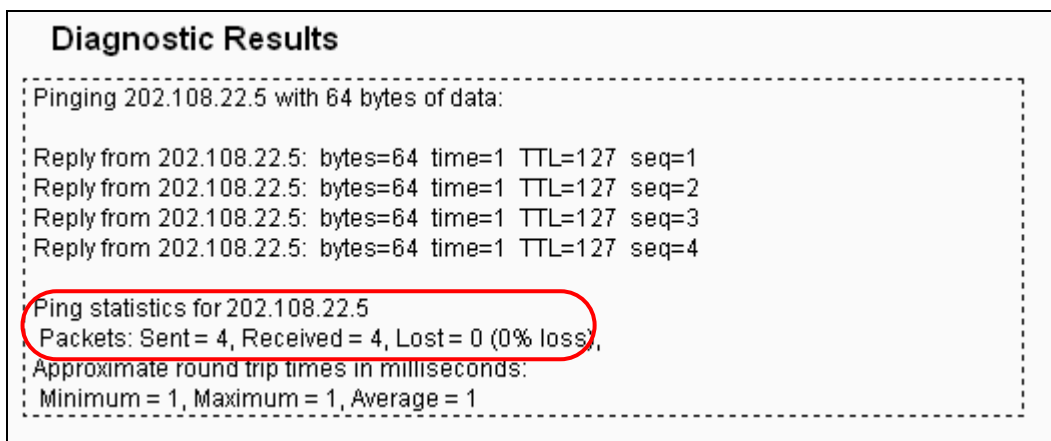 Diagnostic Results
Pinging 202.108.22.5 with 64 bytes of data:
Reply from 202.108.22.5: bytes=64 time=1 TTL=127 seq=1
Reply from 202.108.22.5: bytes=64 time=1 TTL=127 seq=2
Reply from 202.108.22.5: bytes=64 time=1 TTL=127 seq=3
Reply from 202.108.22.5: bytes=64 time=1 TTL=127 seq=4
Ping statistics for 202.108.22.5
Packets: Sent = 4, Received = 4, Lost = 0 (0% loss),
Approximate round trip times in milliseconds:
Minimum = 1, Maximum = 1, Average = 1